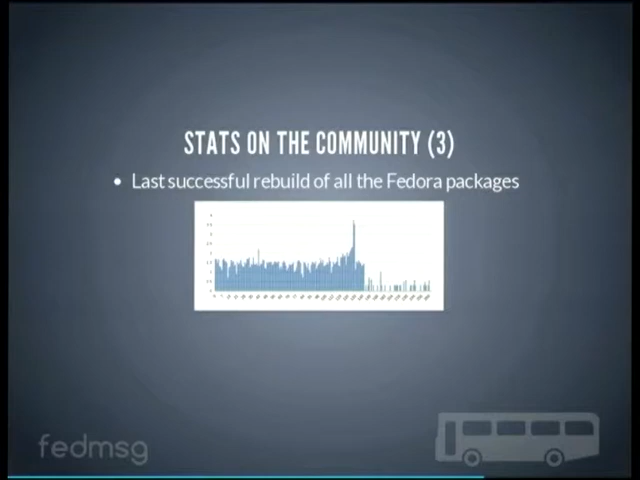 STATS ON THE COMMUNITY (3)
• Last successful rebuild of all the Fedora packages
fedmsg